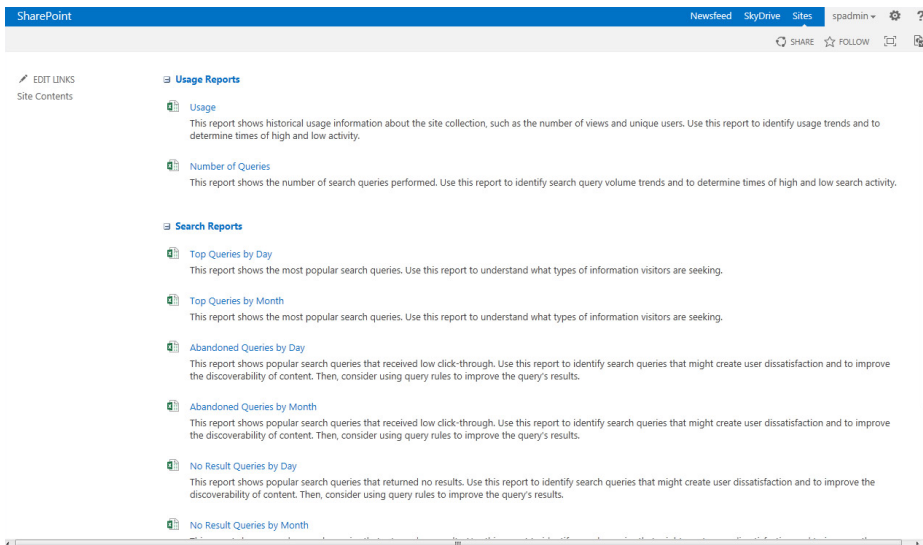 SharePoint
Newsfeed SkyDrive Sites spadmin ?
SHARE FOLLOW
EDIT LINKS
Site Contents
Usage Reports
Usage
This report shows historical usage information about the site collection, such as the number of views and unique users. Use this report to identify usage trends and to
determine times of high and low activity.
Number of Queries
This report shows the number of search queries performed. Use this report to identify search query volume trends and to determine times of high and low search activity.
Search Reports
Top Queries by Day
This report shows the most popular search queries. Use this report to understand what types of information visitors are seeking.
Top Queries by Month
This report shows the most popular search queries. Use this report to understand what types of information visitors are seeking.
Abandoned Queries by Day
This report shows popular search queries that received low click-through. Use this report to identify search queries that might create user dissatisfaction and to improve
the discoverability of content. Then, consider using query rules to improve the query's results.
Abandoned Queries by Month
This report shows popular search queries that received low click-through. Use this report to identify search queries that might create user dissatisfaction and to improve
the discoverability of content. Then, consider using query rules to improve the query's results.
No Result Queries by Day
This report shows popular search queries that returned no results. Use this report to identify search queries that might create user dissatisfaction and to improve the
discoverability of content. Then, consider using query rules to improve the query's results.
No Result Queries by Month